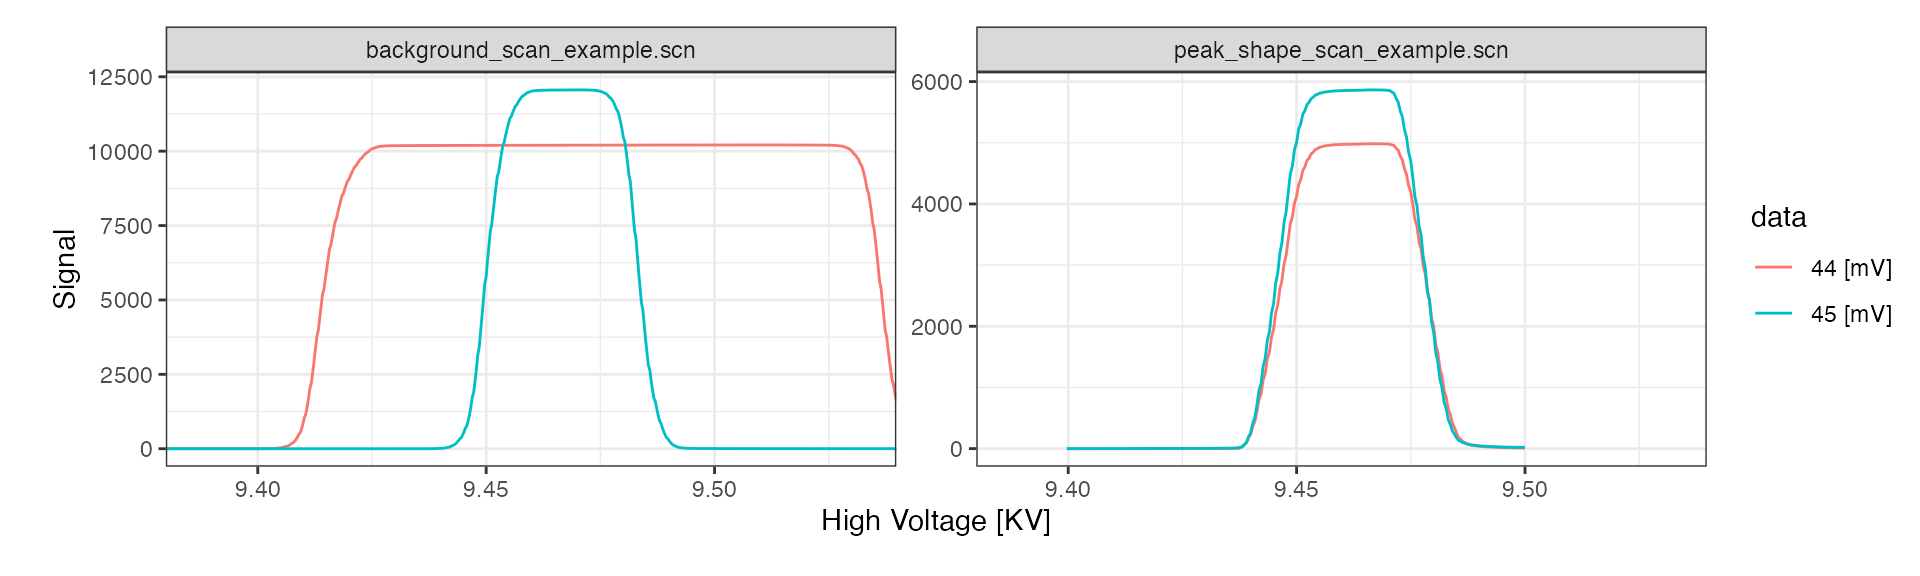 background_scan_example.scn
peak_shape_scan_example.scn
12500
10000
7500
5000
2500
0
6000
4000
2000
0
Signal
9.40
9.45
9.50
9.40
9.45
9.50
High Voltage [KV]
data
44 [mV]
45 [mV]